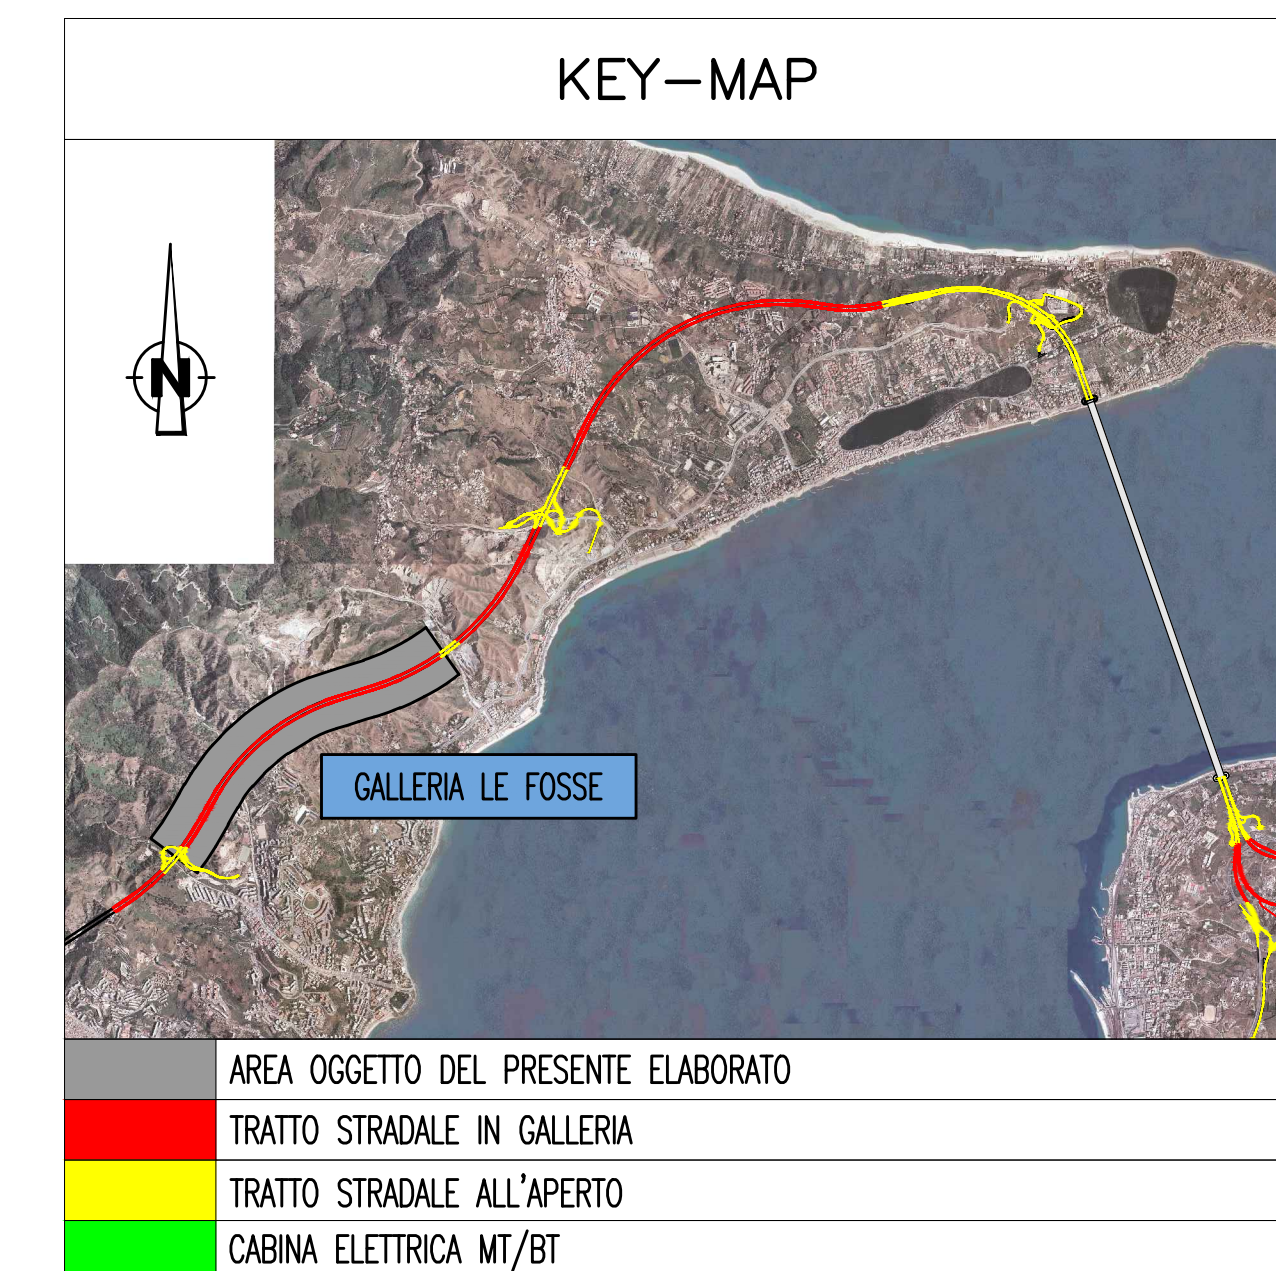 KEY-MAP
N
GALLERIA LE FOSSE
AREA OGGETTO DEL PRESENTE ELABORATO
TRATTO STRADALE IN GALLERIA
TRATTO STRADALE ALL'APERTO
CABINA ELETTRICA MT/BT